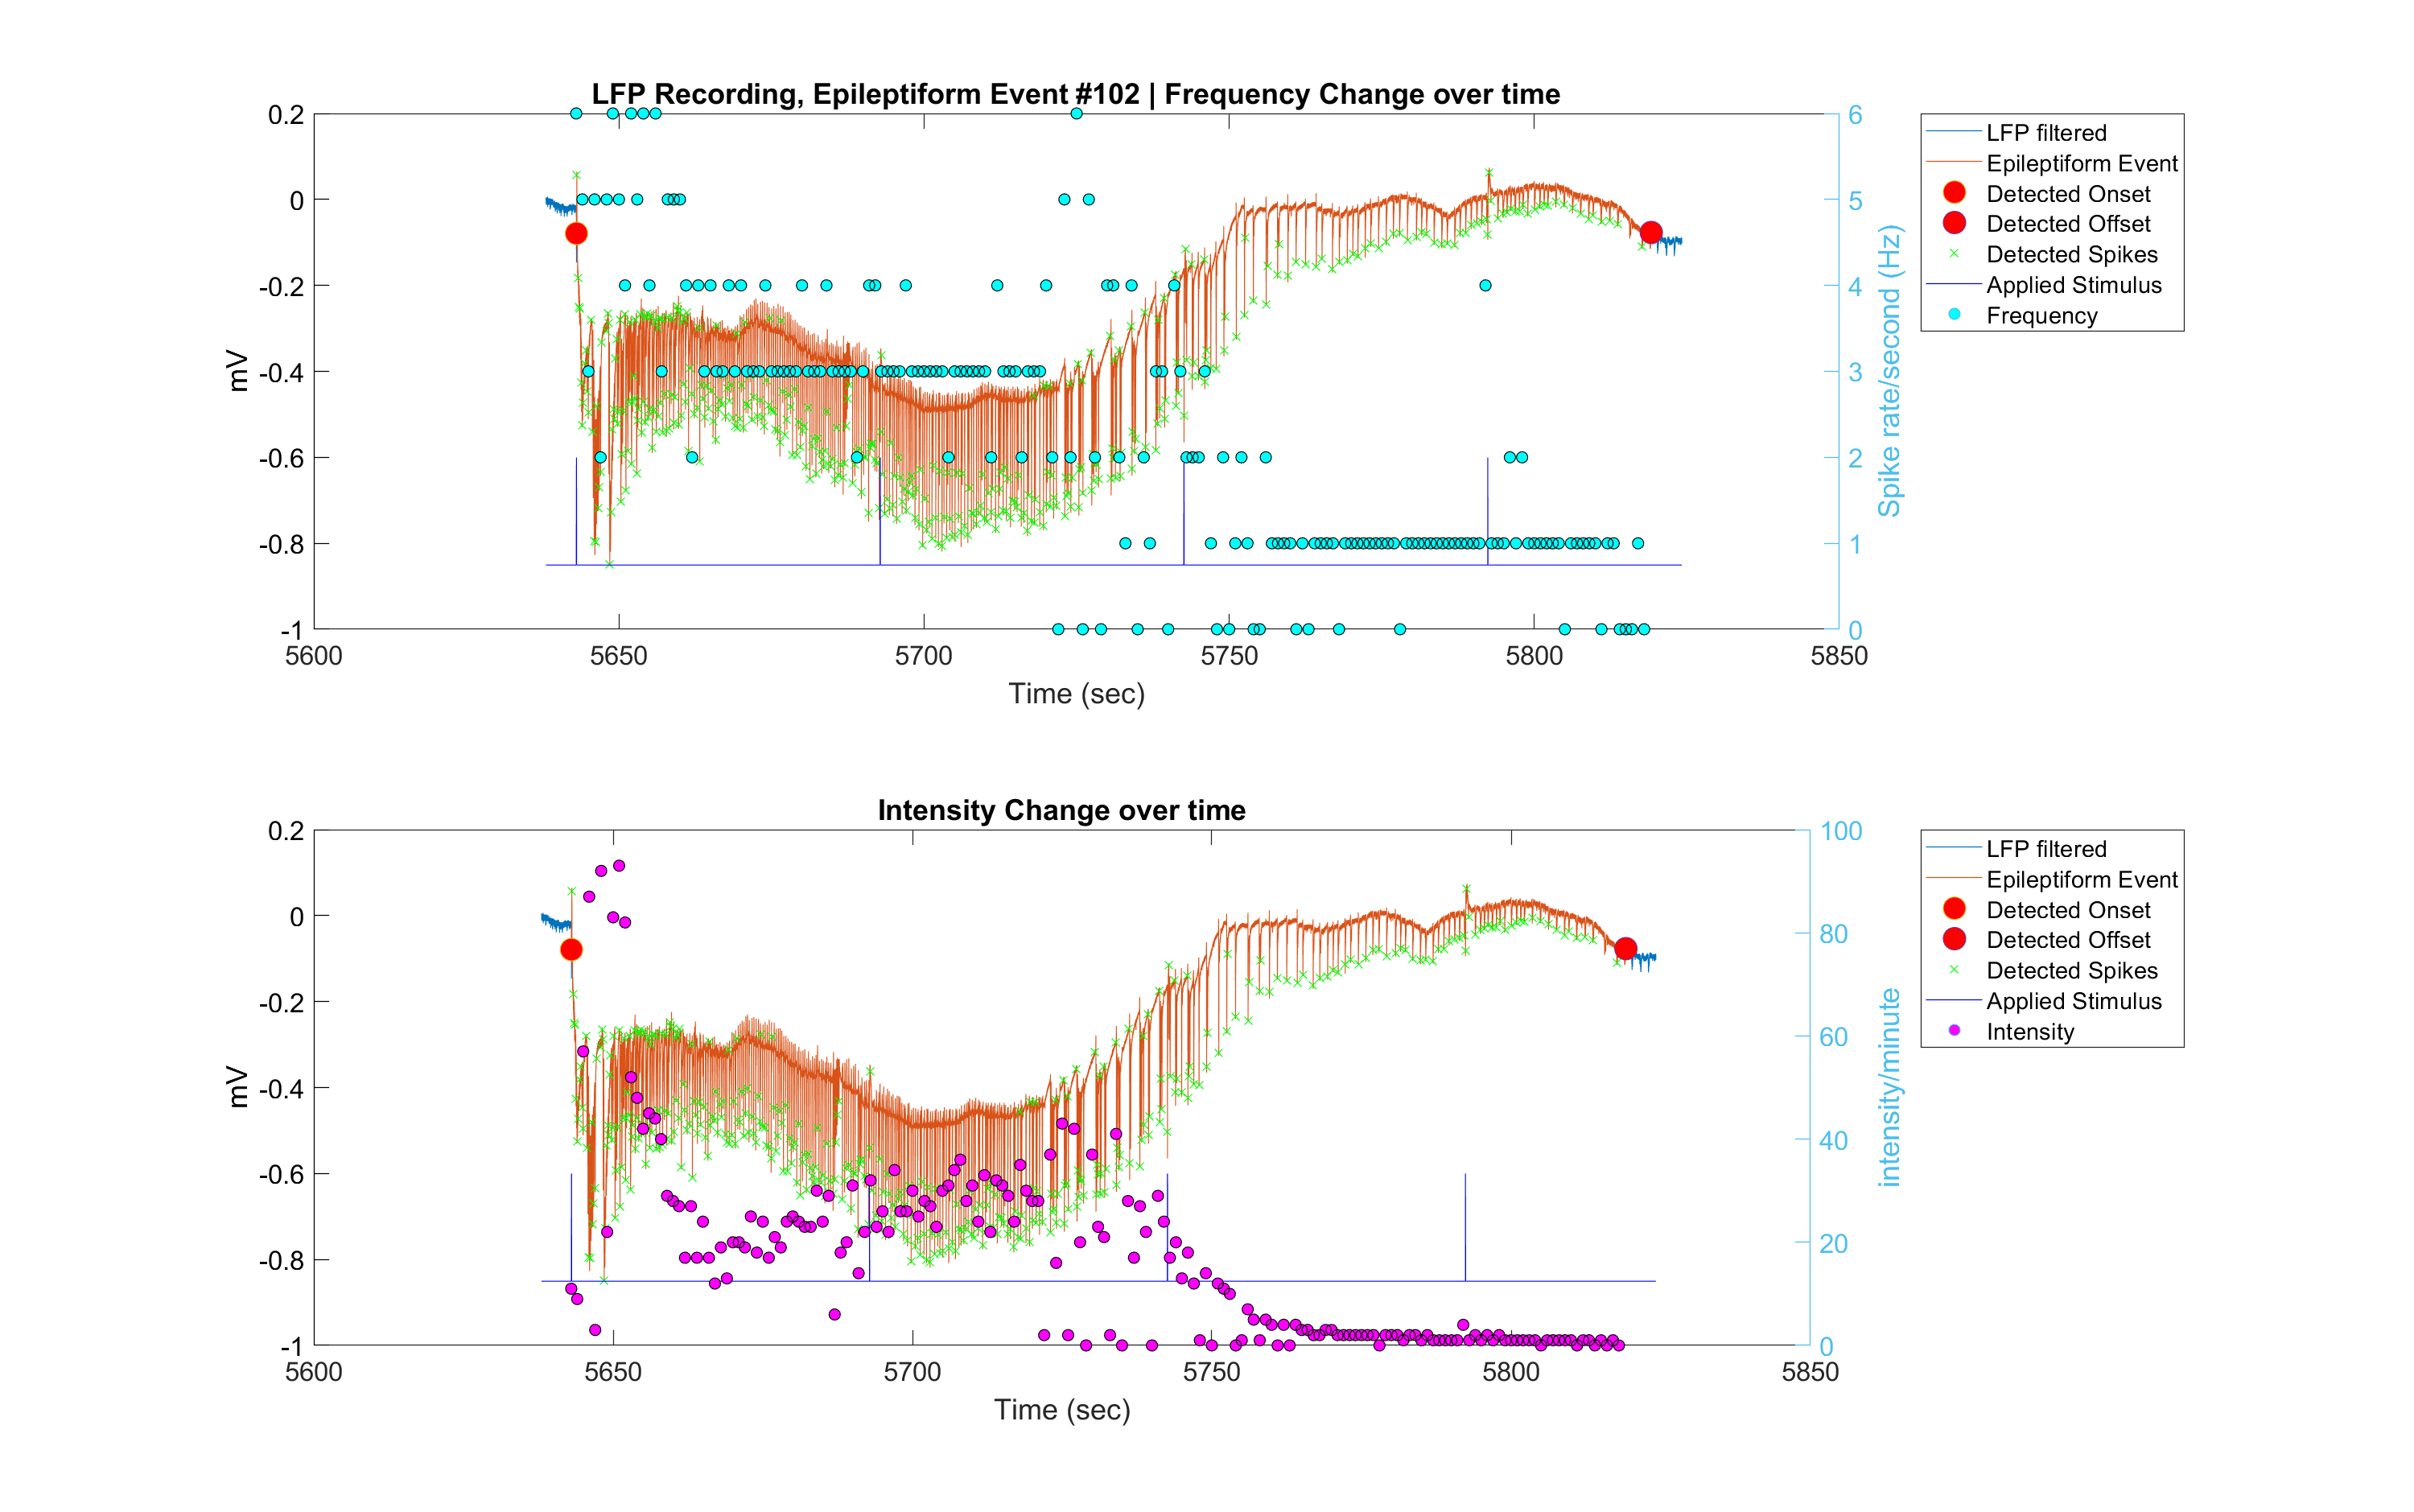 LFP Recording, Epileptiform Event #102 | Frequency Change over time
0.2
0
-0.2
-0.4
-0.6
-0.8
-1
mV
6
5
4
3
2
1
0
Spike rate/second (Hz)
5600
5650
5700
5750
5800
5850
Time (sec)
LFP filtered
Epileptiform Event
Detected Onset
Detected Offset
Detected Spikes
Applied Stimulus
Frequency
Intensity Change over time
0.2
0
-0.2
-0.4
-0.6
-0.8
-1
mV
100
80
60
40
20
0
intensity/minute
5600
5650
5700
5750
5800
5850
Time (sec)
LFP filtered
Epileptiform Event
Detected Onset
Detected Offset
Detected Spikes
Applied Stimulus
Intensity